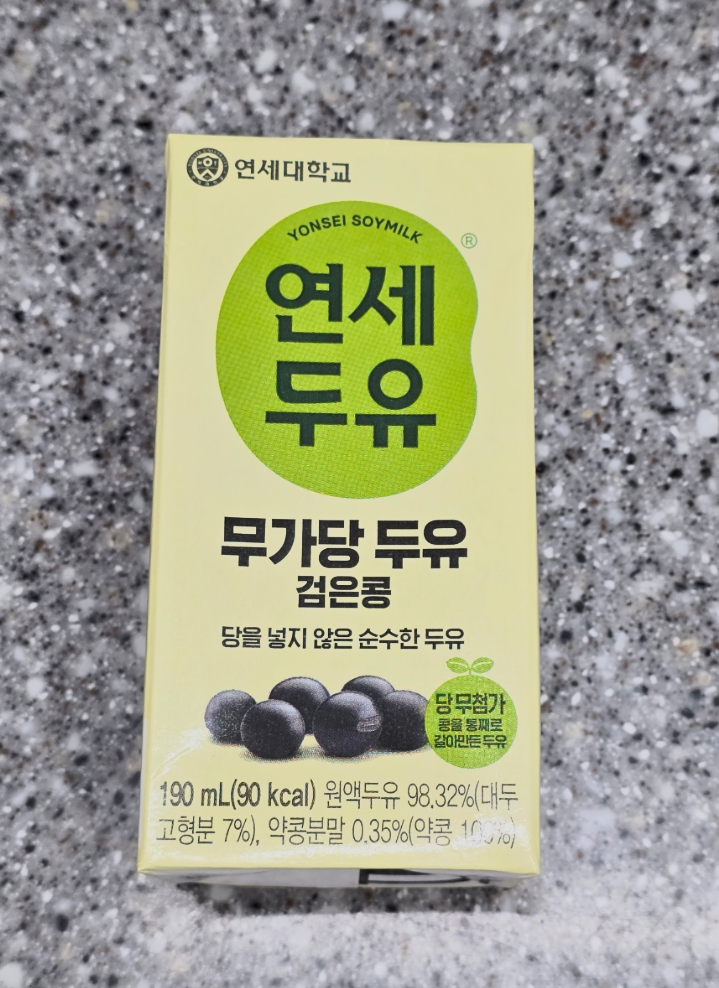 연세대학교
YONSEI SOYMILK
®
연세
두유
무가당 두유
검은콩
당을 넣지 않은 순수한 두유
당 무첨가
콩을 통째로
갈아만든 두유
190 mL(90 kcal) 원액두유 98.32%(대두
고형분 7%), 약콩분말 0.35%(약콩 100%)